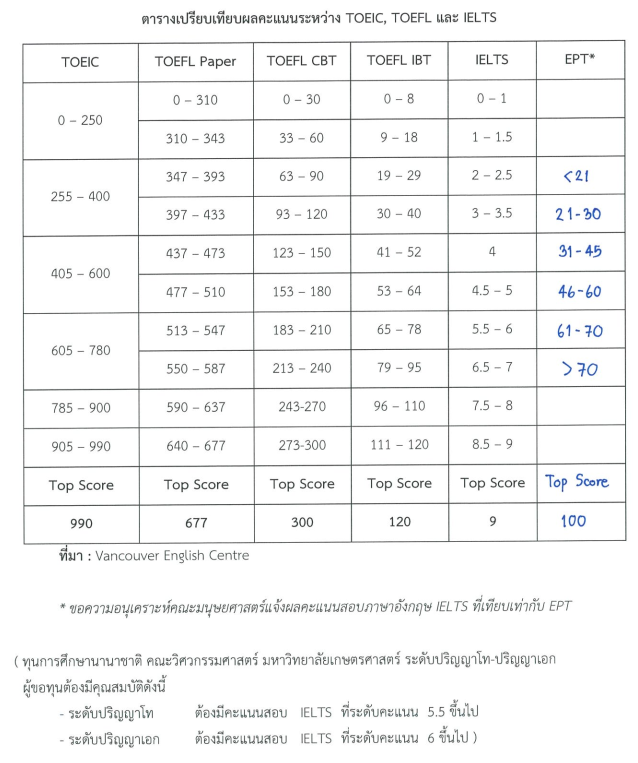 ตารางเปรียบเทียบผลคะแนนระหว่าง TOEIC, TOEFL และ IELTS
TOEIC TOEFL Paper TOEFL CBT TOEFL IBT IELTS EPT*
0 – 250 0 – 310 0 – 30 0 – 8 0 – 1
310 – 343 33 – 60 9 – 18 1 – 1.5
255 – 400 347 – 393 63 – 90 19 – 29 2 – 2.5 <21
397 – 433 93 – 120 30 – 40 3 – 3.5 21-30
405 – 600 437 – 473 123 – 150 41 – 52 4 31-45
477 – 510 153 – 180 53 – 64 4.5 – 5 46-60
605 – 780 513 – 547 183 – 210 65 – 78 5.5 – 6 61-70
550 – 587 213 – 240 79 – 95 6.5 – 7 >70
785 – 900 590 – 637 243-270 96 – 110 7.5 – 8
905 – 990 640 – 677 273-300 111 – 120 8.5 – 9
Top Score Top Score Top Score Top Score Top Score Top Score
990 677 300 120 9 100
ที่มา : Vancouver English Centre
* ขอความอนุเคราะห์คณะมนุษยศาสตร์แจ้งผลคะแนนสอบภาษาอังกฤษ IELTS ที่เทียบเท่ากับ EPT
( ทุนการศึกษานานาชาติ คณะวิศวกรรมศาสตร์ มหาวิทยาลัยเกษตรศาสตร์ ระดับปริญญาโท-ปริญญาเอก
ผู้ขอทุนต้องมีคุณสมบัติดังนี้
- ระดับปริญญาโท ต้องมีคะแนนสอบ IELTS ที่ระดับคะแนน 5.5 ขึ้นไป
- ระดับปริญญาเอก ต้องมีคะแนนสอบ IELTS ที่ระดับคะแนน 6 ขึ้นไป )